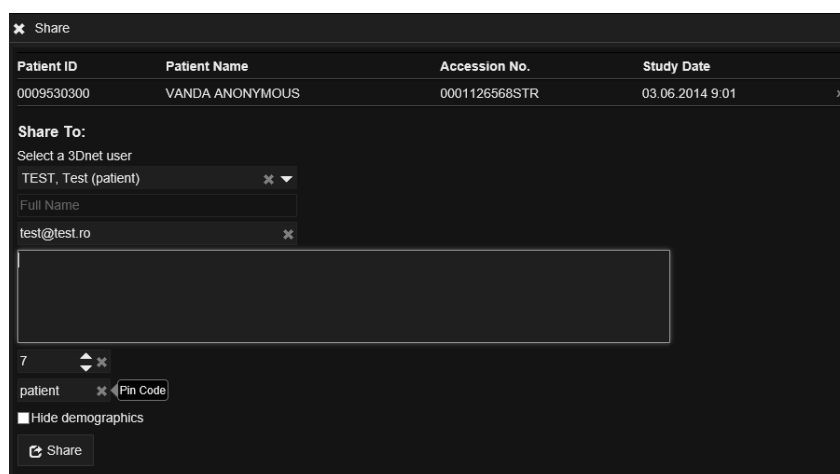 Share
Patient ID Patient Name Accession No. Study Date
0009530300 VANDA ANONYMOUS 0001126568STR 03.06.2014 9:01
Share To:
Select a 3Dnet user
TEST, Test (patient)
Full Name
test@test.ro
7
patient Pin Code
Hide demographics
Share